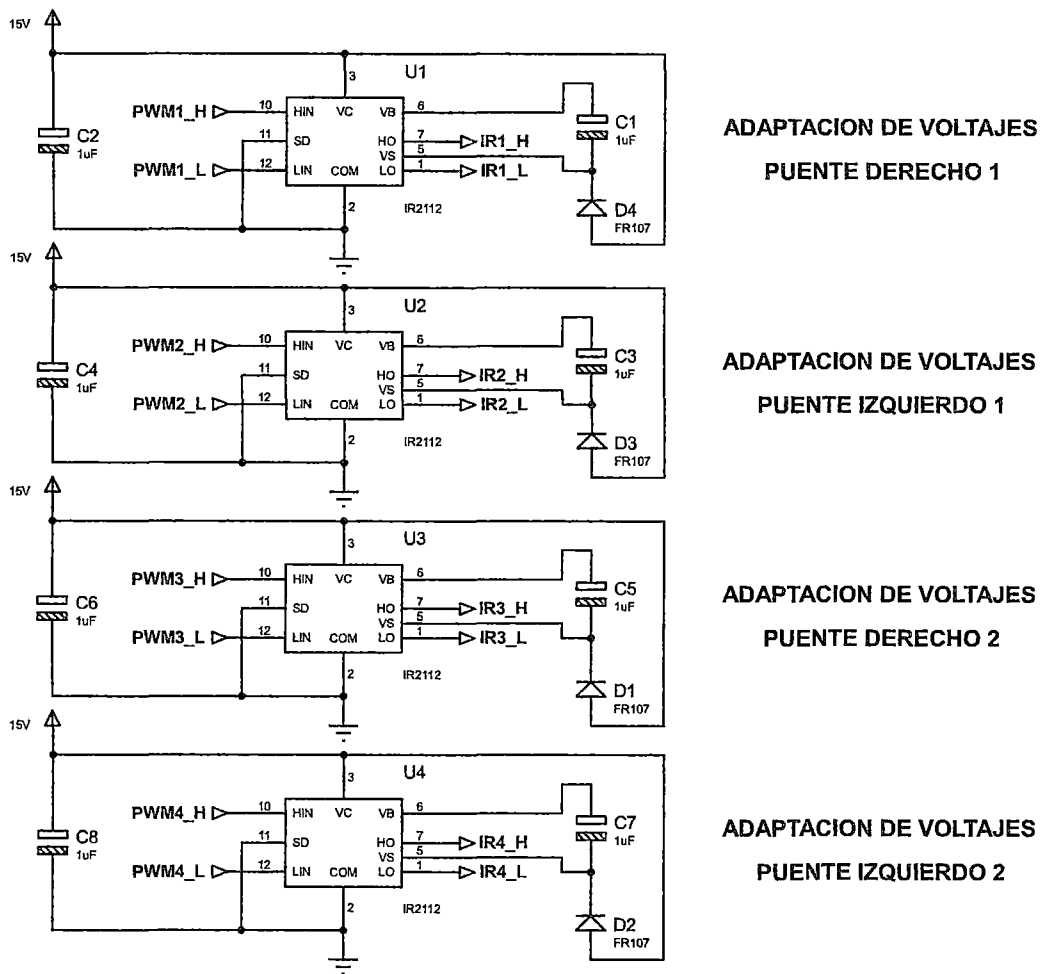 15V
U1
3
PWM1_H 10 HIN VC VB 6
C1
1uF
C2
1uF
11 SD HO 7 IR1_H
VS 5
PWM1_L 12 LIN COM LO 1 IR1_L
2
IR2112
D4
FR107
ADAPTACION DE VOLTAJES
PUENTE DERECHO 1
15V
U2
3
PWM2_H 10 HIN VC VB 6
C3
1uF
C4
1uF
11 SD HO 7 IR2_H
VS 5
PWM2_L 12 LIN COM LO 1 IR2_L
2
IR2112
D3
FR107
ADAPTACION DE VOLTAJES
PUENTE IZQUIERDO 1
15V
U3
3
PWM3_H 10 HIN VC VB 6
C5
1uF
C6
1uF
11 SD HO 7 IR3_H
VS 5
PWM3_L 12 LIN COM LO 1 IR3_L
2
IR2112
D1
FR107
ADAPTACION DE VOLTAJES
PUENTE DERECHO 2
15V
U4
3
PWM4_H 10 HIN VC VB 6
C7
1uF
C8
1uF
11 SD HO 7 IR4_H
VS 5
PWM4_L 12 LIN COM LO 1 IR4_L
2
IR2112
D2
FR107
ADAPTACION DE VOLTAJES
PUENTE IZQUIERDO 2